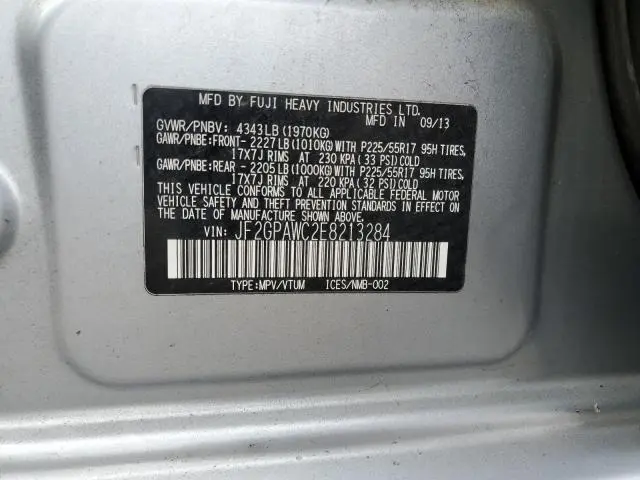 MFD BY FUJI HEAVY INDUSTRIES LTD.
MFD IN 09/13
GVWR/PNBV: 4343LB (1970KG)
GAWR/PNBE:FRONT-2227LB(1010KG)WITH P225/55R17 95H TIRES,
17X7J RIMS AT 230 KPA (33 PSI)COLD
GAWR/PNBE:REAR -2205LB(1000KG)WITH P225/55R17 95H TIRES,
17X7J RIMS AT 220 KPA (32 PSI)COLD
THIS VEHICLE CONFORMS TO ALL APPLICABLE FEDERAL MOTOR
VEHICLE SAFETY AND THEFT PREVENTION STANDARDS IN EFFECT
ON THE DATE OF MANUFACTURE SHOWN ABOVE.
VIN: JF2GPAWC2E8213284
TYPE:MPV/VTUM ICES/NMB-002